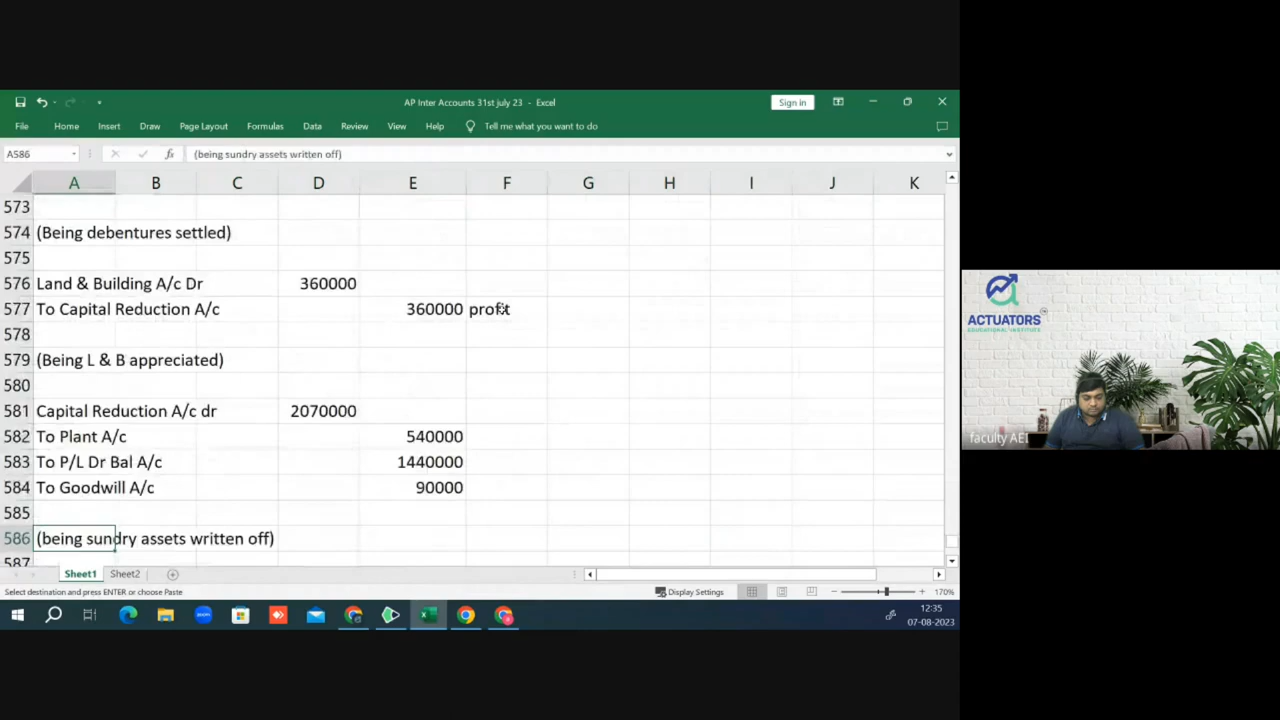 AP Inter Accounts 31st july 23 - Excel
Sign in
File Home Insert Draw Page Layout Formulas Data Review View Help Tell me what you want to do
A586 fx (being sundry assets written off)
A B C D E F G H I J K
573
574 (Being debentures settled)
575
576 Land & Building A/c Dr 360000
577 To Capital Reduction A/c 360000 profit
578
579 (Being L & B appreciated)
580
581 Capital Reduction A/c dr 2070000
582 To Plant A/c 540000
583 To P/L Dr Bal A/c 1440000
584 To Goodwill A/c 90000
585
586 (being sundry assets written off)
587
Sheet1 Sheet2
Select destination and press ENTER or choose Paste Display Settings 170%
zoom
12:35
07-08-2023
ACTUATORS
EDUCATIONAL INSTITUTES
faculty AEI